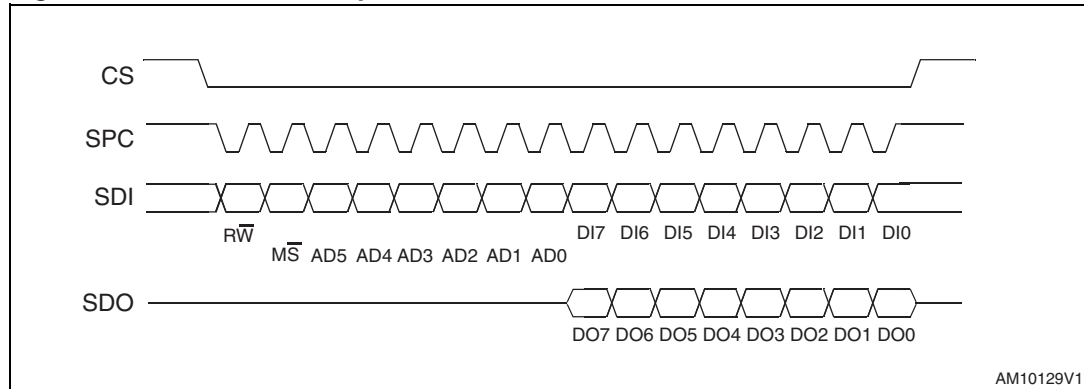 CS
SPC
SDI
DI7 DI6 DI5 DI4 DI3 DI2 DI1 DI0
RW̅
MS̅ AD5 AD4 AD3 AD2 AD1 AD0
SDO
DO7 DO6 DO5 DO4 DO3 DO2 DO1 DO0
AM10129V1